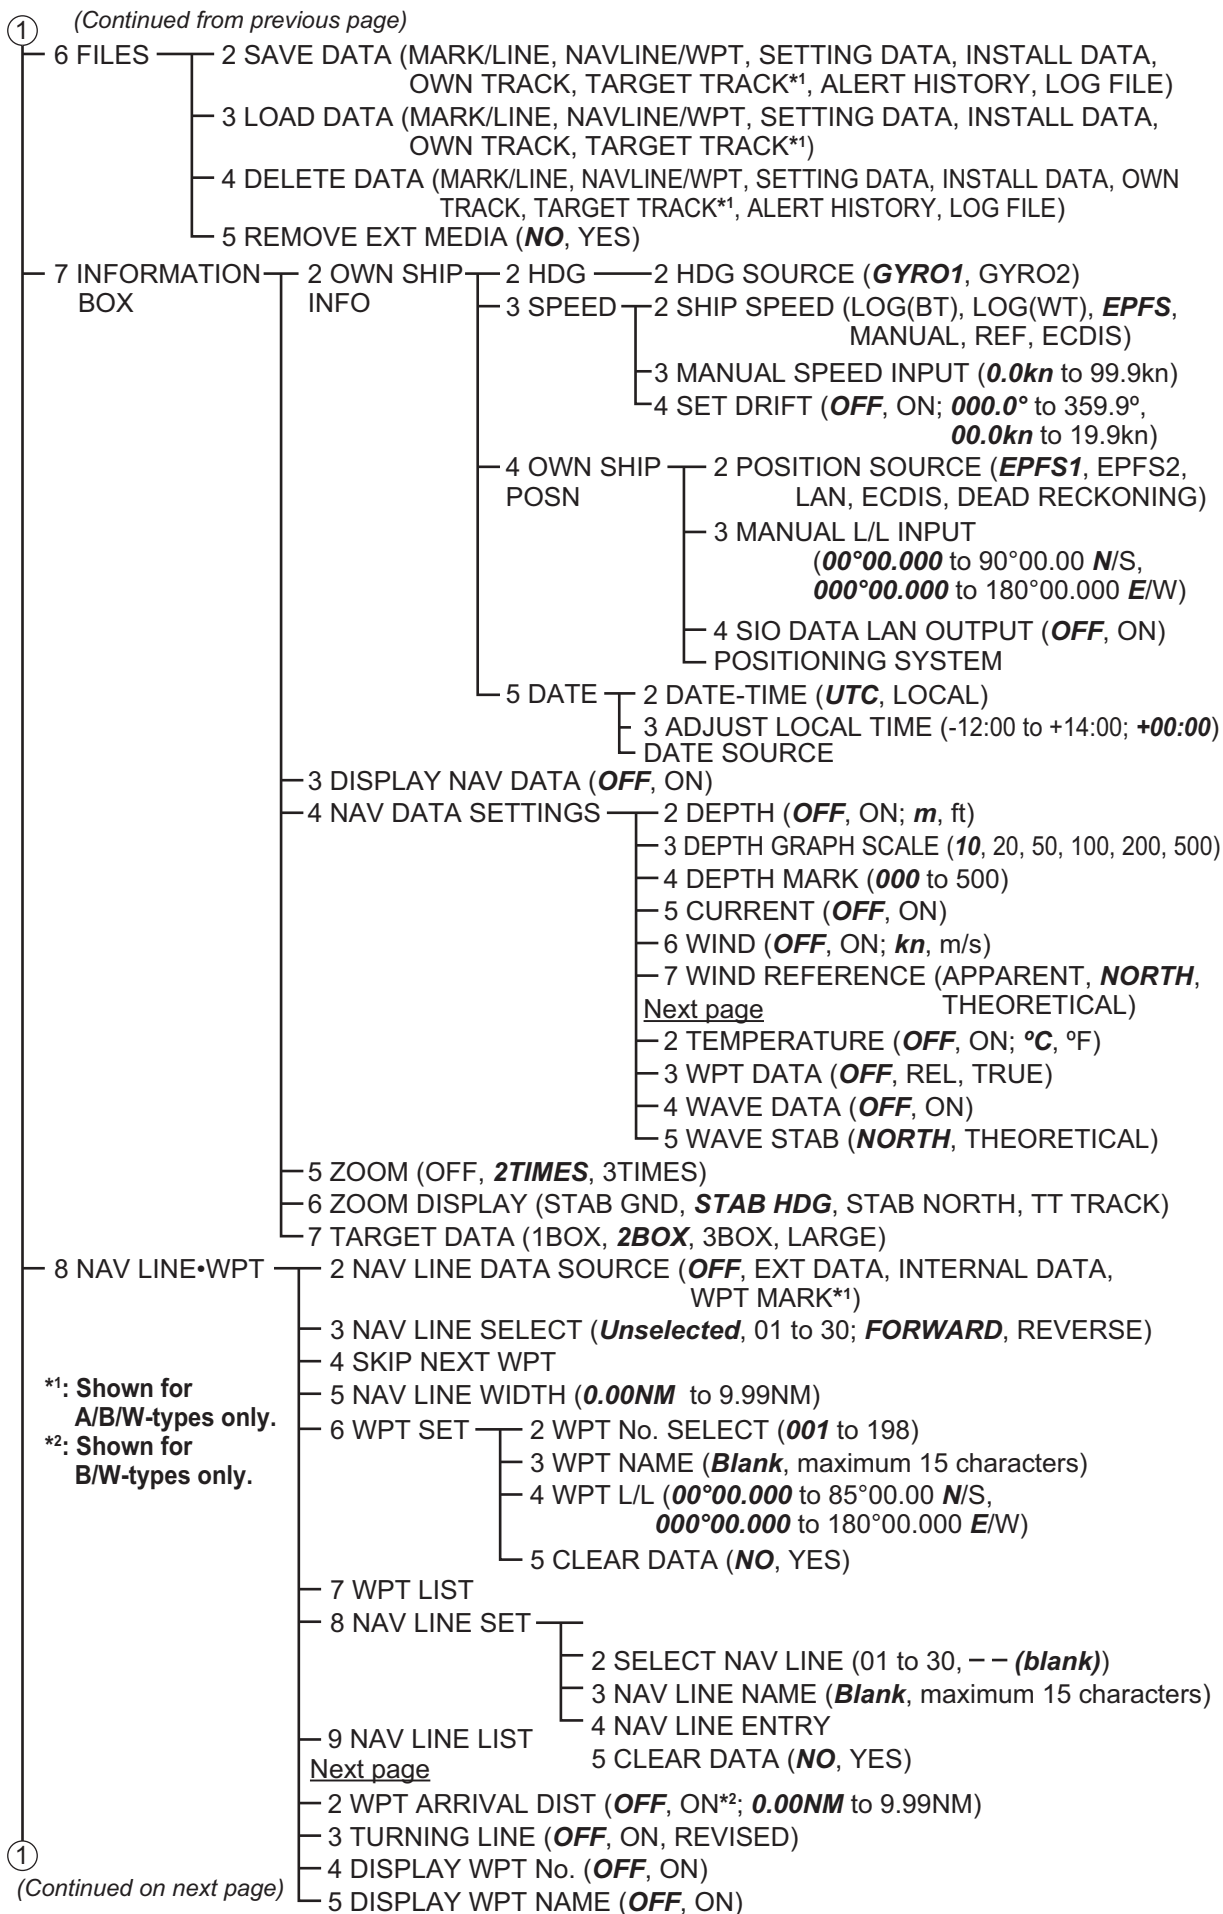 (Continued from previous page)
1
6 FILES
2 SAVE DATA (MARK/LINE, NAVLINE/WPT, SETTING DATA, INSTALL DATA,
OWN TRACK, TARGET TRACK*1, ALERT HISTORY, LOG FILE)
3 LOAD DATA (MARK/LINE, NAVLINE/WPT, SETTING DATA, INSTALL DATA,
OWN TRACK, TARGET TRACK*1)
4 DELETE DATA (MARK/LINE, NAVLINE/WPT, SETTING DATA, INSTALL DATA, OWN
TRACK, TARGET TRACK*1, ALERT HISTORY, LOG FILE)
5 REMOVE EXT MEDIA (NO, YES)
7 INFORMATION
BOX
2 OWN SHIP
INFO
2 HDG
2 HDG SOURCE (GYRO1, GYRO2)
3 SPEED
2 SHIP SPEED (LOG(BT), LOG(WT), EPFS,
MANUAL, REF, ECDIS)
3 MANUAL SPEED INPUT (0.0kn to 99.9kn)
4 SET DRIFT (OFF, ON; 000.0° to 359.9º,
00.0kn to 19.9kn)
4 OWN SHIP
POSN
2 POSITION SOURCE (EPFS1, EPFS2,
LAN, ECDIS, DEAD RECKONING)
3 MANUAL L/L INPUT
(00°00.000 to 90°00.00 N/S,
000°00.000 to 180°00.000 E/W)
4 SIO DATA LAN OUTPUT (OFF, ON)
POSITIONING SYSTEM
5 DATE
2 DATE-TIME (UTC, LOCAL)
3 ADJUST LOCAL TIME (-12:00 to +14:00; +00:00)
DATE SOURCE
3 DISPLAY NAV DATA (OFF, ON)
4 NAV DATA SETTINGS
2 DEPTH (OFF, ON; m, ft)
3 DEPTH GRAPH SCALE (10, 20, 50, 100, 200, 500)
4 DEPTH MARK (000 to 500)
5 CURRENT (OFF, ON)
6 WIND (OFF, ON; kn, m/s)
7 WIND REFERENCE (APPARENT, NORTH,
THEORETICAL)
Next page
2 TEMPERATURE (OFF, ON; ºC, ºF)
3 WPT DATA (OFF, REL, TRUE)
4 WAVE DATA (OFF, ON)
5 WAVE STAB (NORTH, THEORETICAL)
5 ZOOM (OFF, 2TIMES, 3TIMES)
6 ZOOM DISPLAY (STAB GND, STAB HDG, STAB NORTH, TT TRACK)
7 TARGET DATA (1BOX, 2BOX, 3BOX, LARGE)
8 NAV LINE•WPT
2 NAV LINE DATA SOURCE (OFF, EXT DATA, INTERNAL DATA,
WPT MARK*1)
3 NAV LINE SELECT (Unselected, 01 to 30; FORWARD, REVERSE)
4 SKIP NEXT WPT
5 NAV LINE WIDTH (0.00NM to 9.99NM)
6 WPT SET
2 WPT No. SELECT (001 to 198)
3 WPT NAME (Blank, maximum 15 characters)
4 WPT L/L (00°00.000 to 85°00.00 N/S,
000°00.000 to 180°00.000 E/W)
5 CLEAR DATA (NO, YES)
7 WPT LIST
8 NAV LINE SET
2 SELECT NAV LINE (01 to 30, – – (blank))
3 NAV LINE NAME (Blank, maximum 15 characters)
4 NAV LINE ENTRY
5 CLEAR DATA (NO, YES)
9 NAV LINE LIST
Next page
2 WPT ARRIVAL DIST (OFF, ON*2; 0.00NM to 9.99NM)
3 TURNING LINE (OFF, ON, REVISED)
4 DISPLAY WPT No. (OFF, ON)
5 DISPLAY WPT NAME (OFF, ON)
*1: Shown for
A/B/W-types only.
*2: Shown for
B/W-types only.
1
(Continued on next page)